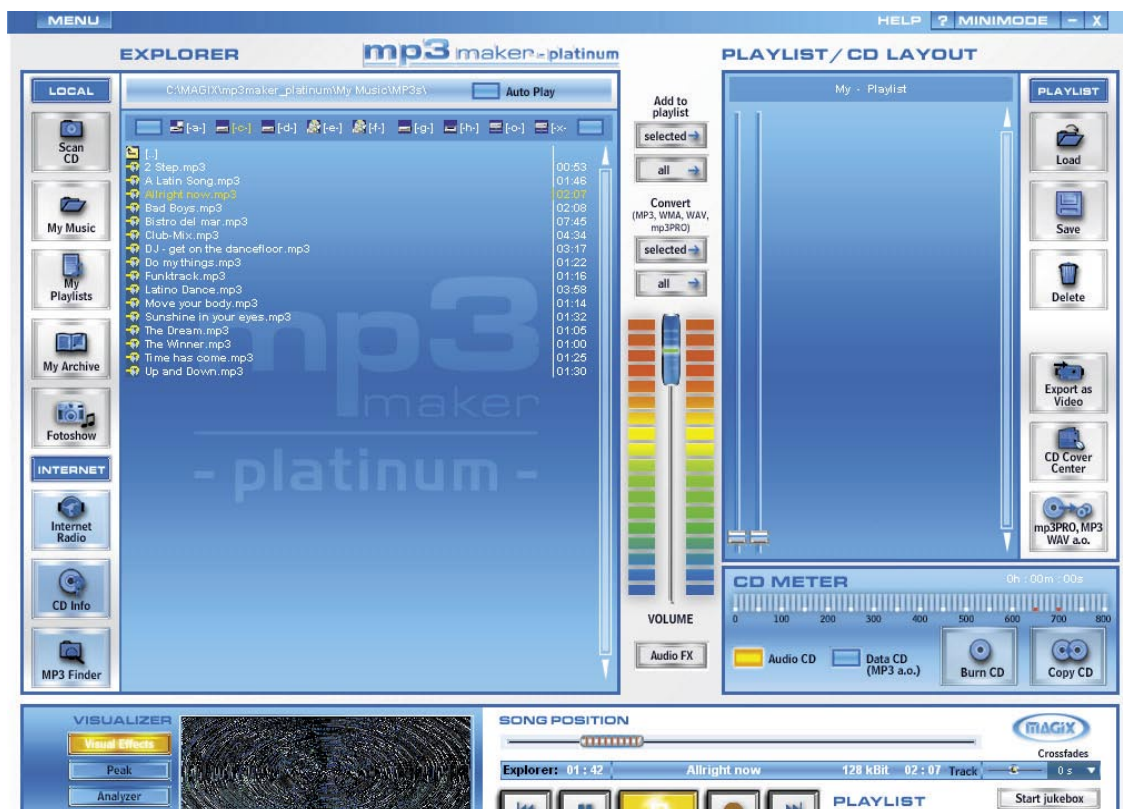 MENU
HELP ? MINIMODE – X
EXPLORER
mp3 maker - platinum
PLAYLIST/CD LAYOUT
LOCAL
Scan
CD
My Music
My
Playlists
My Archive
Fotoshow
INTERNET
Internet
Radio
CD Info
MP3 Finder
C:\MAGIX\mp3maker_platinum\My Music\MP3s\
Auto Play
[-a-] [-c-] [-d-] [-e-] [-f-] [-g-] [-h-] [-o-] [-x-
[..]
2 Step.mp3 00:53
A Latin Song.mp3 01:46
Allright now.mp3 02:07
Bad Boys.mp3 02:08
Bistro del mar.mp3 07:45
Club-Mix.mp3 04:34
DJ - get on the dancefloor.mp3 03:17
Do my things.mp3 01:22
Funktrack.mp3 01:16
Latino Dance.mp3 03:58
Move your body.mp3 01:14
Sunshine in your eyes.mp3 01:32
The Dream.mp3 01:05
The Winner.mp3 01:00
Time has come.mp3 01:25
Up and Down.mp3 01:30
mp3
maker
- platinum -
Add to
playlist
selected
all
Convert
(MP3, WMA, WAV,
mp3PRO)
selected
all
VOLUME
Audio FX
My - Playlist
PLAYLIST
Load
Save
Delete
Export as
Video
CD Cover
Center
mp3PRO, MP3
WAV a.o.
CD METER
0h : 00m : 00s
0 100 200 300 400 500 600 700 800
Audio CD
Data CD
(MP3 a.o.)
Burn CD
Copy CD
VISUALIZER
Visual Effects
Peak
Analyzer
SONG POSITION
MAGIX
Crossfades
Explorer: 01 : 42 Allright now 128 kBit 02 : 07 Track 0 s
PLAYLIST
Start jukebox